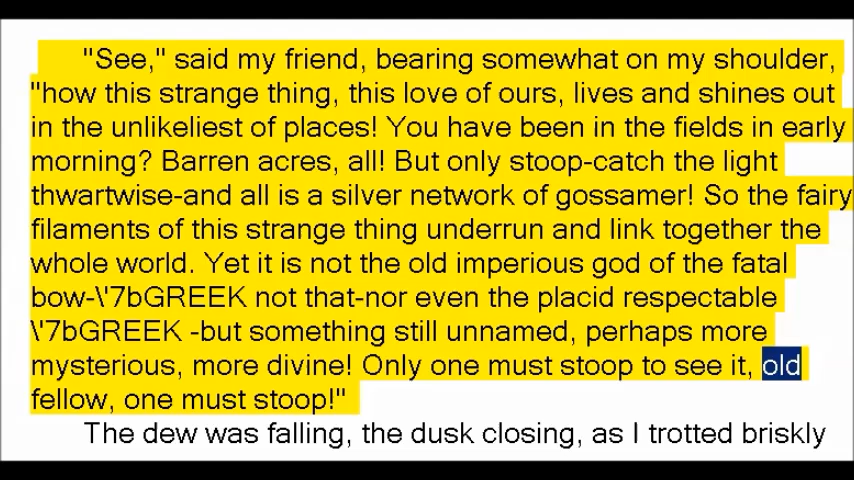 "See," said my friend, bearing somewhat on my shoulder,
"how this strange thing, this love of ours, lives and shines out
in the unlikeliest of places! You have been in the fields in early
morning? Barren acres, all! But only stoop-catch the light
thwartwise-and all is a silver network of gossamer! So the fairy
filaments of this strange thing underrun and link together the
whole world. Yet it is not the old imperious god of the fatal
bow-\'7bGREEK not that-nor even the placid respectable
\'7bGREEK -but something still unnamed, perhaps more
mysterious, more divine! Only one must stoop to see it, old
fellow, one must stoop!"
The dew was falling, the dusk closing, as I trotted briskly